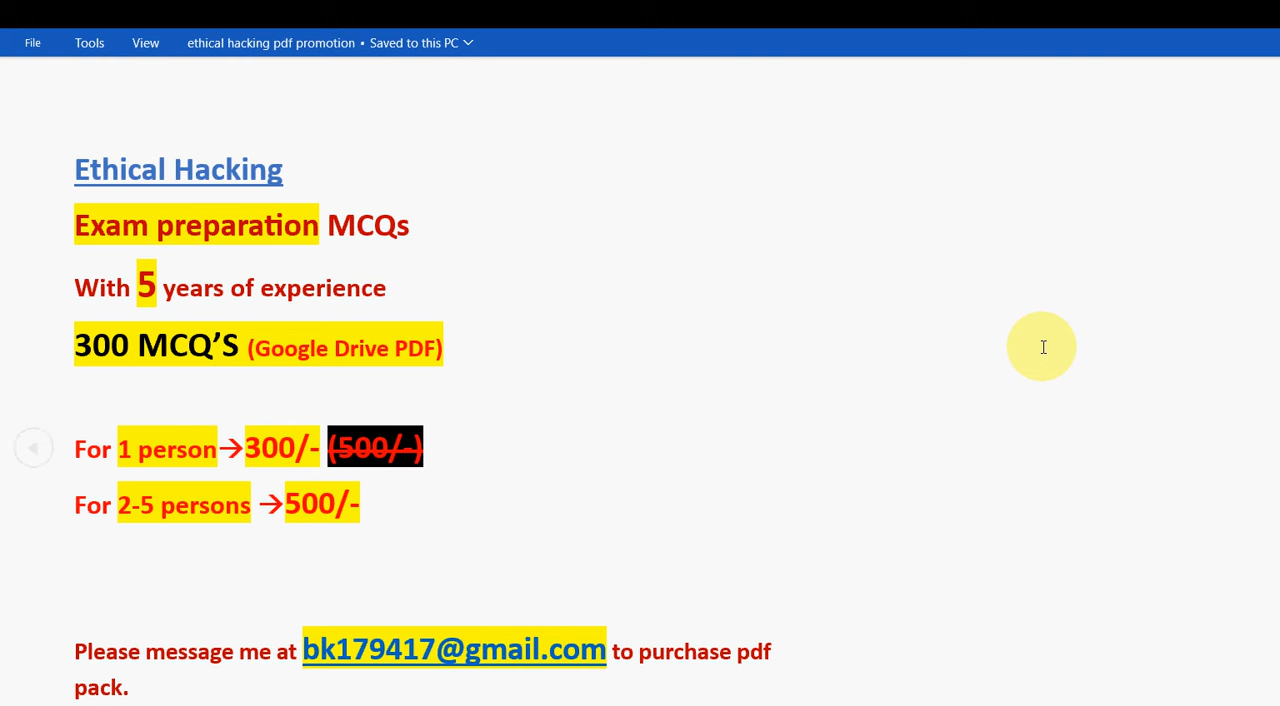 File Tools View ethical hacking pdf promotion • Saved to this PC
Ethical Hacking
Exam preparation MCQs
With 5 years of experience
300 MCQ’S (Google Drive PDF)
For 1 person→300/- (500/-)
For 2-5 persons →500/-
Please message me at bk179417@gmail.com to purchase pdf
pack.